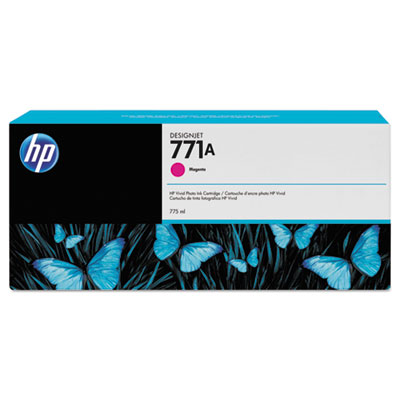 hp
DESIGNJET
771A
Magenta
HP Vivid Photo Ink Cartridge / Cartouche d'encre photo HP Vivid
Cartucho de tinta fotográfica HP Vivid
775 ml